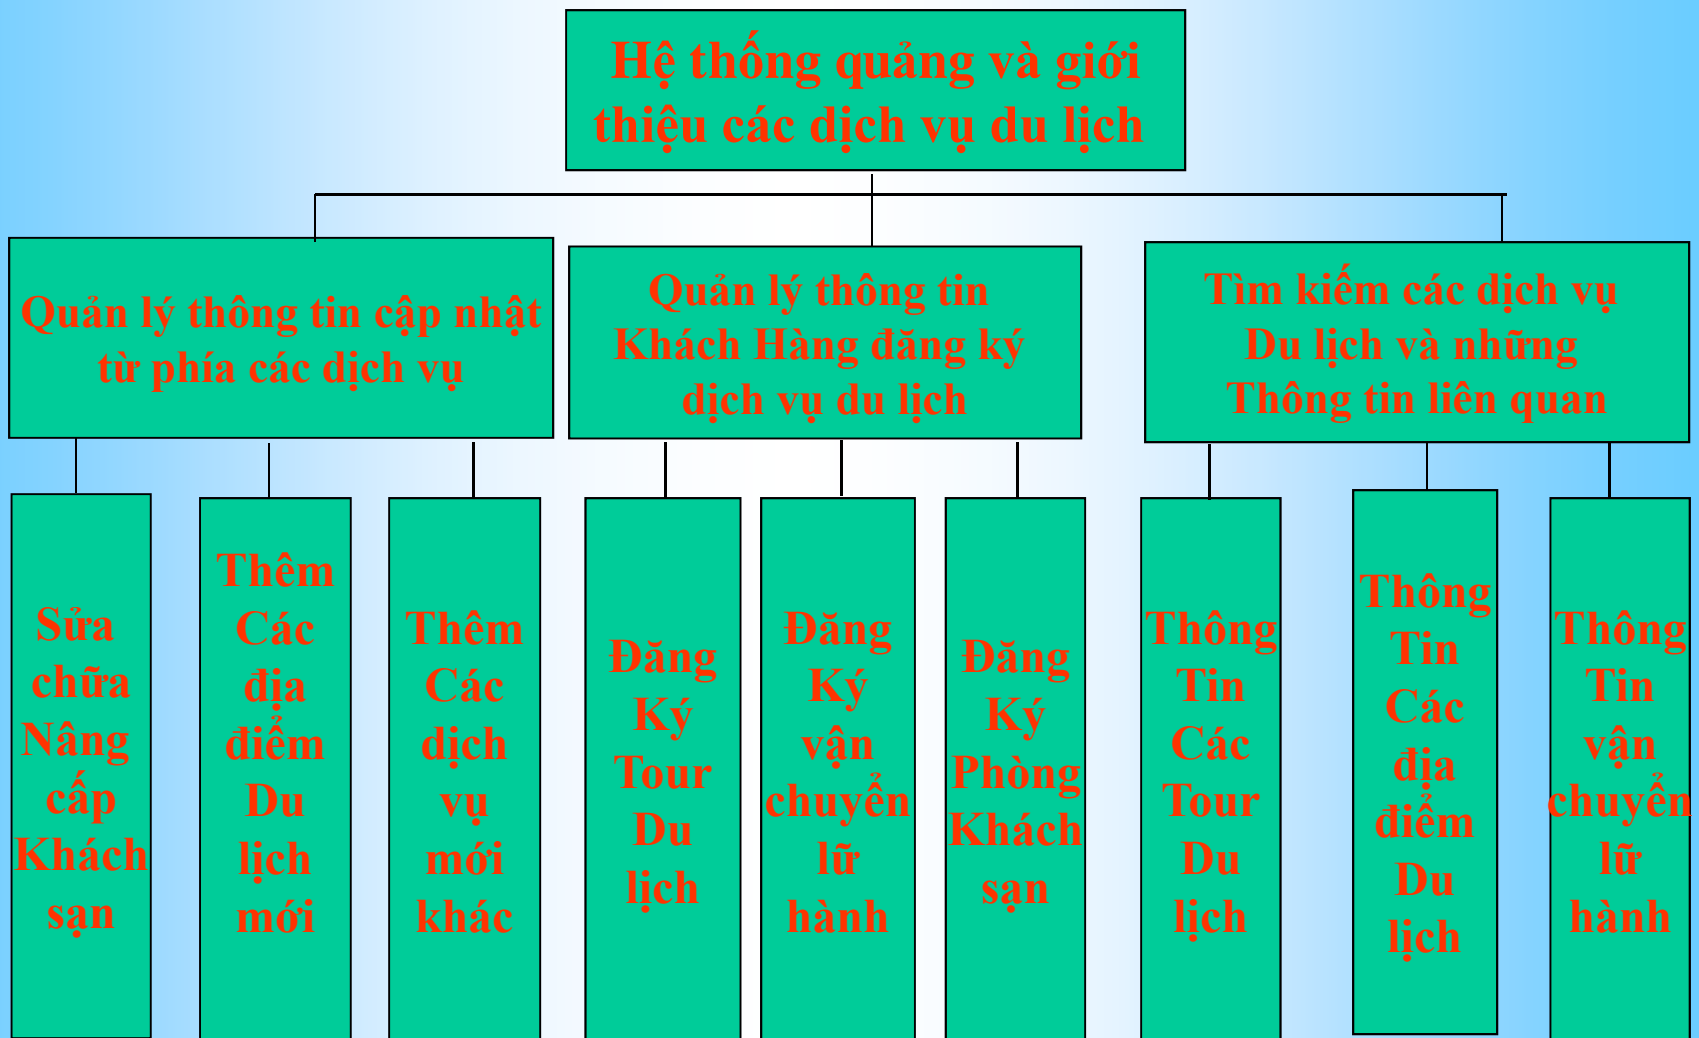 Hệ thống quảng và giới
thiệu các dịch vụ du lịch
Quản lý thông tin cập nhật
từ phía các dịch vụ
Quản lý thông tin
Khách Hàng đăng ký
dịch vụ du lịch
Tìm kiếm các dịch vụ
Du lịch và những
Thông tin liên quan
Sửa
chữa
Nâng
cấp
Khách
sạn
Thêm
Các
địa
điểm
Du
lịch
mới
Thêm
Các
dịch
vụ
mới
khác
Đăng
Ký
Tour
Du
lịch
Đăng
Ký
vận
chuyển
lữ
hành
Đăng
Ký
Phòng
Khách
sạn
Thông
Tin
Các
Tour
Du
lịch
Thông
Tin
Các
địa
điểm
Du
lịch
Thông
Tin
vận
chuyển
lữ
hành